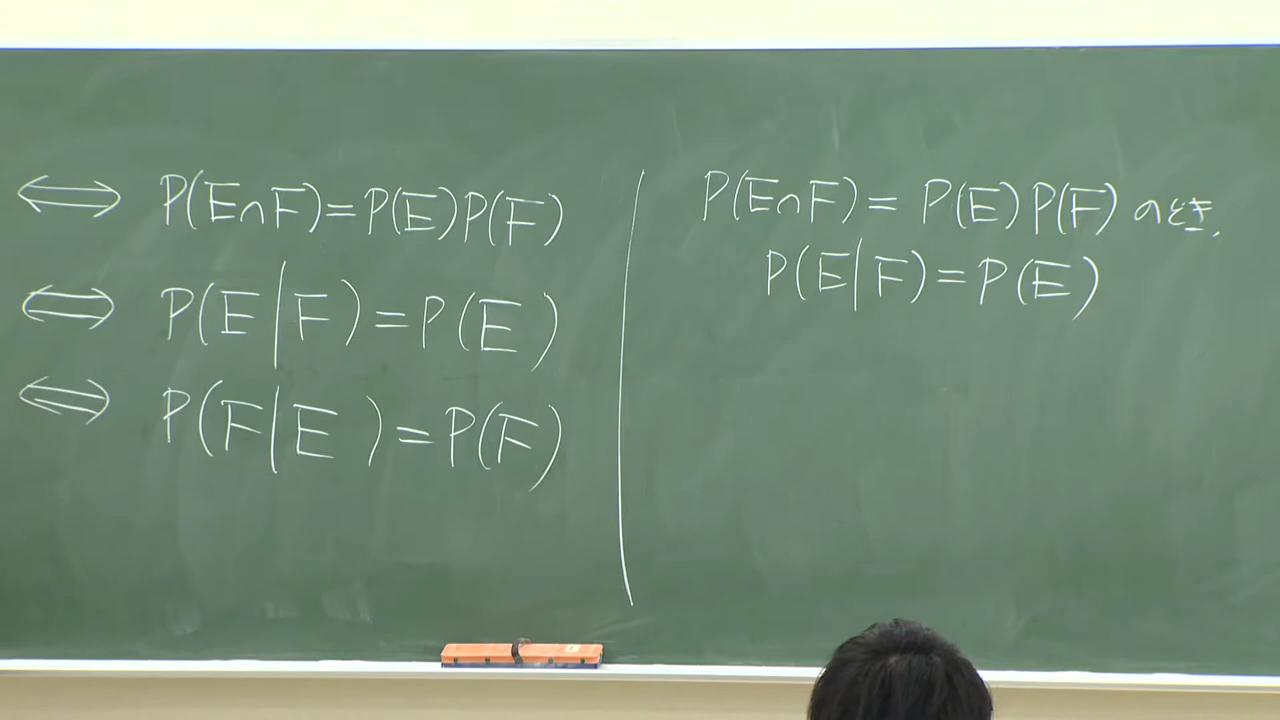 ⇔ P(E∩F)=P(E)P(F)
⇔ P(E|F)=P(E)
⇔ P(F|E)=P(F)
P(E∩F)= P(E)P(F) のとき,
P(E|F)=P(E)